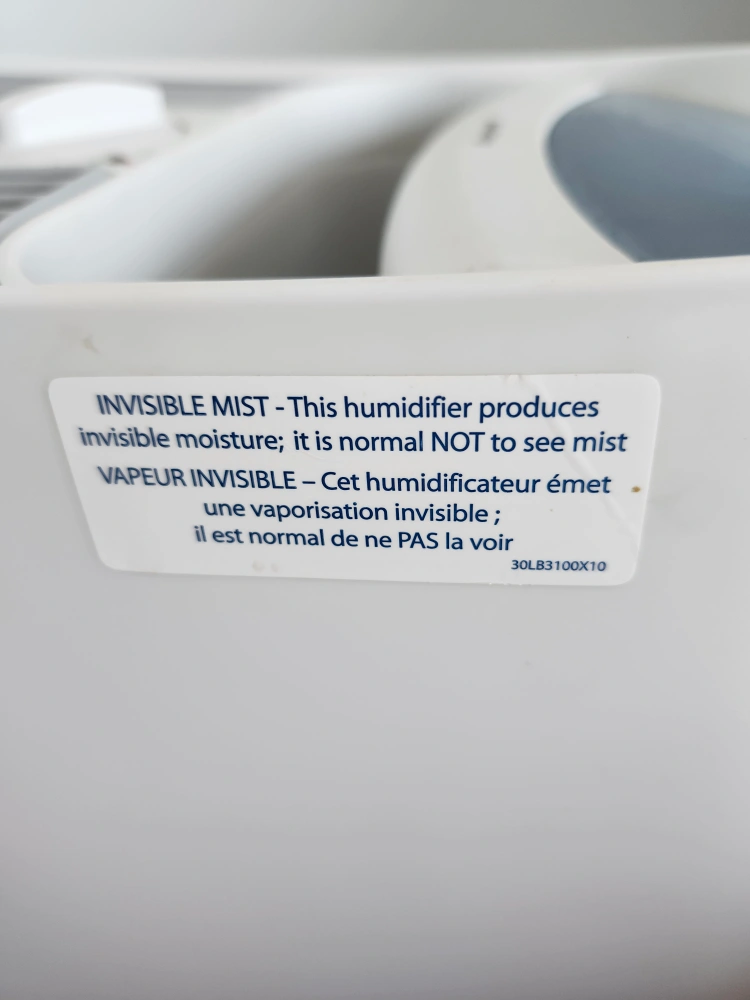 INVISIBLE MIST - This humidifier produces
invisible moisture; it is normal NOT to see mist
VAPEUR INVISIBLE – Cet humidificateur émet
une vaporisation invisible ;
il est normal de ne PAS la voir
30LB3100X10